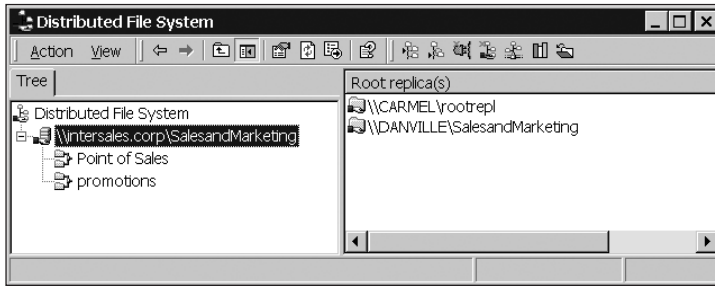 Distributed File System
Action View
Tree
Root replica(s)
Distributed File System
\\intersales.corp\SalesandMarketing
Point of Sales
promotions
\\CARMEL\rootrepl
\\DANVILLE\SalesandMarketing